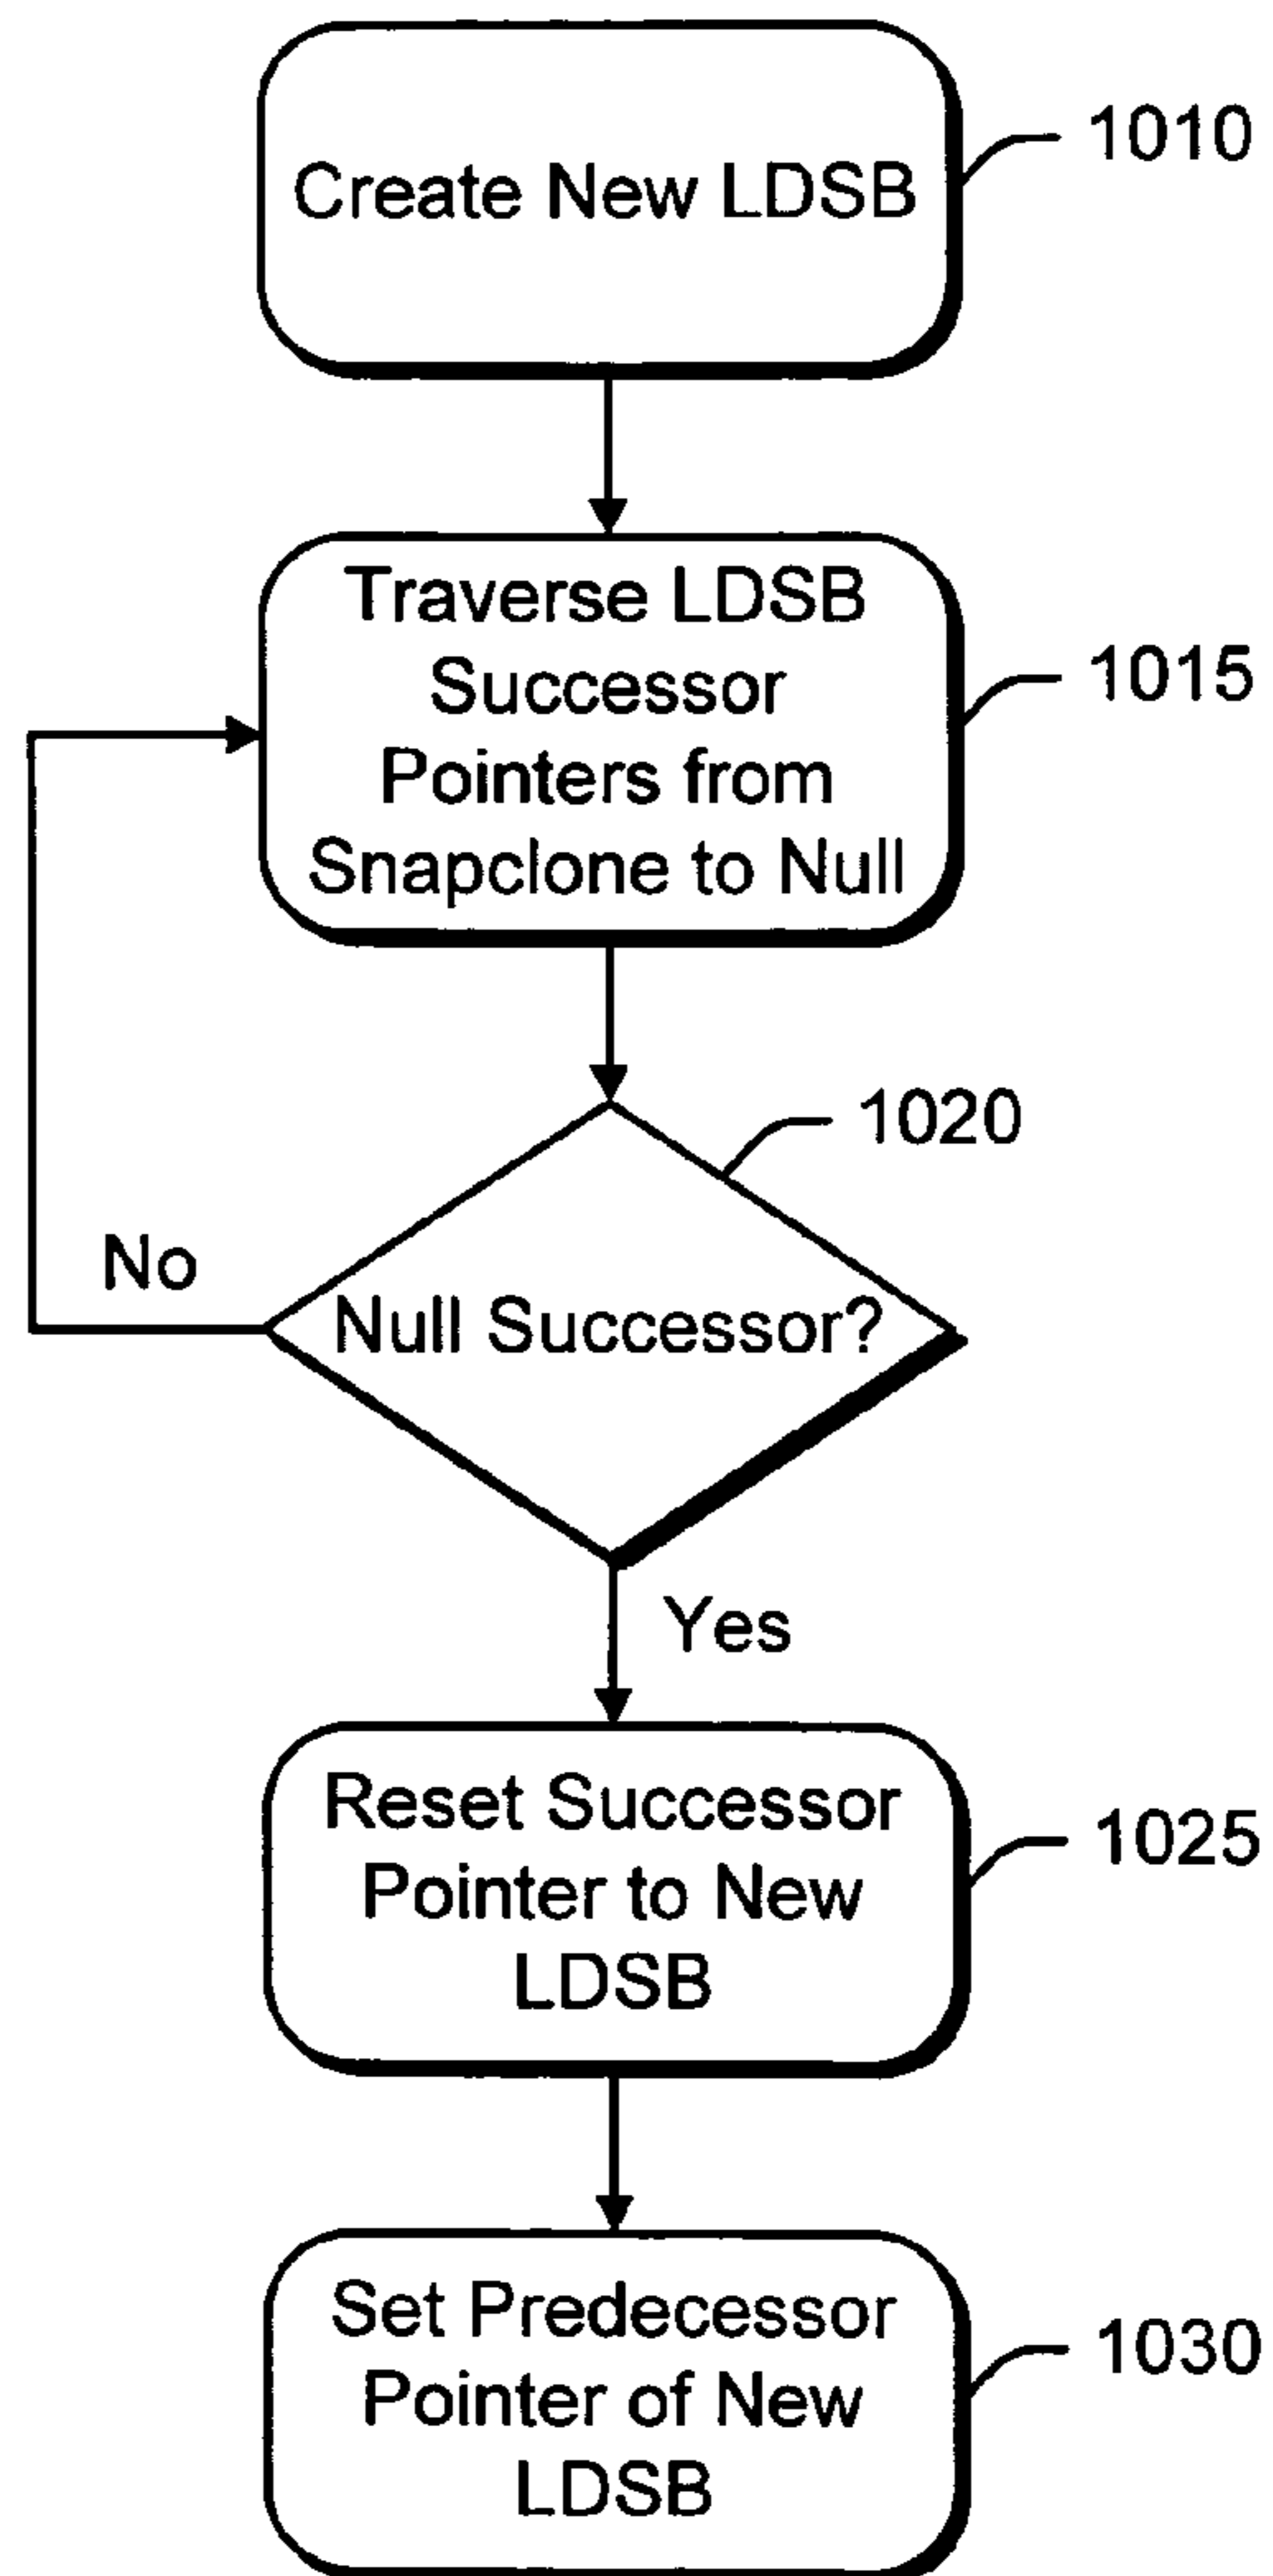 Create New LDSB
1010
Traverse LDSB
Successor
Pointers from
Snapclone to Null
1015
1020
Null Successor?
No
Yes
Reset Successor
Pointer to New
LDSB
1025
Set Predecessor
Pointer of New
LDSB
1030